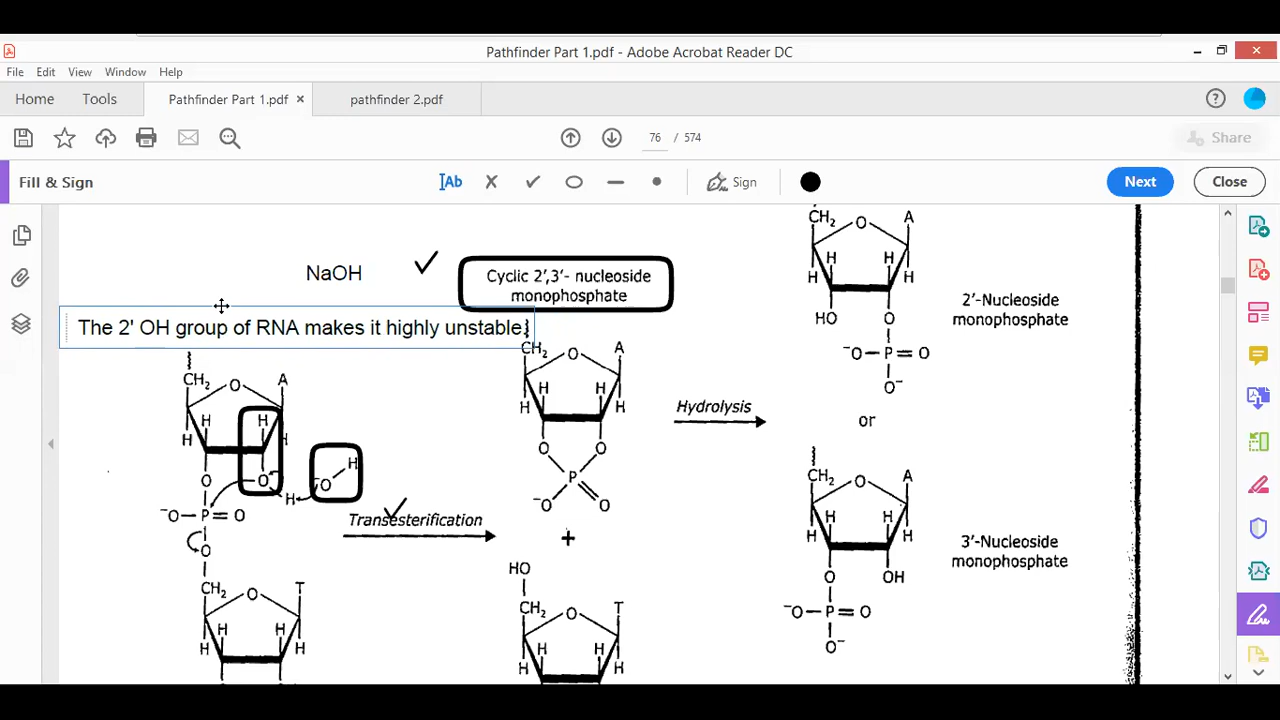 Pathfinder Part 1.pdf - Adobe Acrobat Reader DC
File Edit View Window Help
Home Tools Pathfinder Part 1.pdf × pathfinder 2.pdf
76 / 574
Share
Fill & Sign
Ab
Sign
Next
Close
NaOH
Cyclic 2',3'- nucleoside
monophosphate
The 2' OH group of RNA makes it highly unstable.
CH₂ O A
H H
H H
HO O
⁻O P O
O⁻
2'-Nucleoside
monophosphate
CH₂ O A
H H
H H
O O
H
⁻O
H
⁻O P O
O
Transesterification
CH₂ O A
H H
H H
O O
P
⁻O O
+
Hydrolysis
or
CH₂ O A
H H
H H
O OH
⁻O P O
O⁻
3'-Nucleoside
monophosphate
CH₂ O T
H H
H H
HO
CH₂ O T
H H
H H